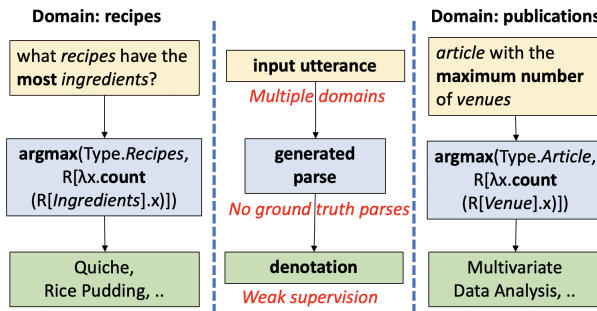 Domain: recipes
what recipes have the
most ingredients?
argmax(Type.Recipes,
R[λx.count
(R[Ingredients].x)])
Quiche,
Rice Pudding, ..
input utterance
Multiple domains
generated
parse
No ground truth parses
denotation
Weak supervision
Domain: publications
article with the
maximum number
of venues
argmax(Type.Article,
R[λx.count
(R[Venue].x)])
Multivariate
Data Analysis, ..